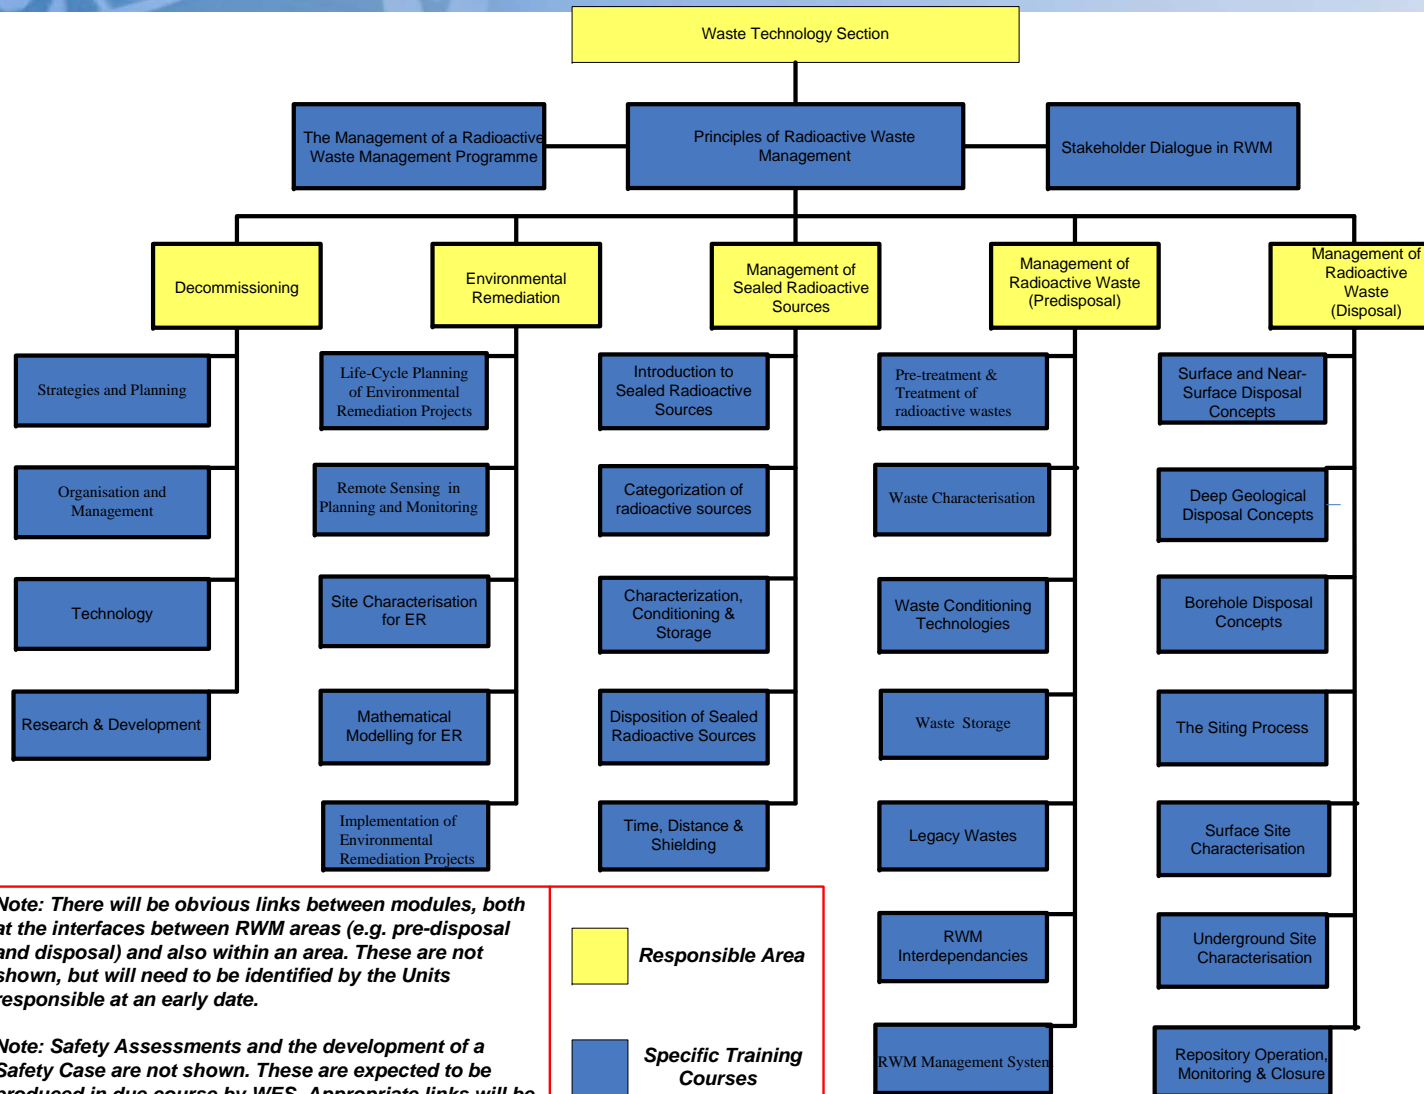 Waste Technology Section
The Management of a Radioactive
Waste Management Programme
Principles of Radioactive Waste
Management
Stakeholder Dialogue in RWM
Decommissioning
Environmental
Remediation
Management of
Sealed Radioactive
Sources
Management of
Radioactive Waste
(Predisposal)
Management of
Radioactive
Waste
(Disposal)
Strategies and Planning
Organisation and
Management
Technology
Research & Development
Life-Cycle Planning
of Environmental
Remediation Projects
Remote Sensing in
Planning and Monitoring
Site Characterisation
for ER
Mathematical
Modelling for ER
Implementation of
Environmental
Remediation Projects
Introduction to
Sealed Radioactive
Sources
Categorization of
radioactive sources
Characterization,
Conditioning &
Storage
Disposition of Sealed
Radioactive Sources
Time, Distance &
Shielding
Pre-treatment &
Treatment of
radioactive wastes
Waste Characterisation
Waste Conditioning
Technologies
Waste Storage
Legacy Wastes
RWM
Interdependancies
RWM Management System
Surface and Near-
Surface Disposal
Concepts
Deep Geological
Disposal Concepts
Borehole Disposal
Concepts
The Siting Process
Surface Site
Characterisation
Underground Site
Characterisation
Repository Operation,
Monitoring & Closure
Note: There will be obvious links between modules, both
at the interfaces between RWM areas (e.g. pre-disposal
and disposal) and also within an area. These are not
shown, but will need to be identified by the Units
responsible at an early date.
Note: Safety Assessments and the development of a
Safety Case are not shown. These are expected to be
produced in due course by WES. Appropriate links will be
Responsible Area
Specific Training
Courses